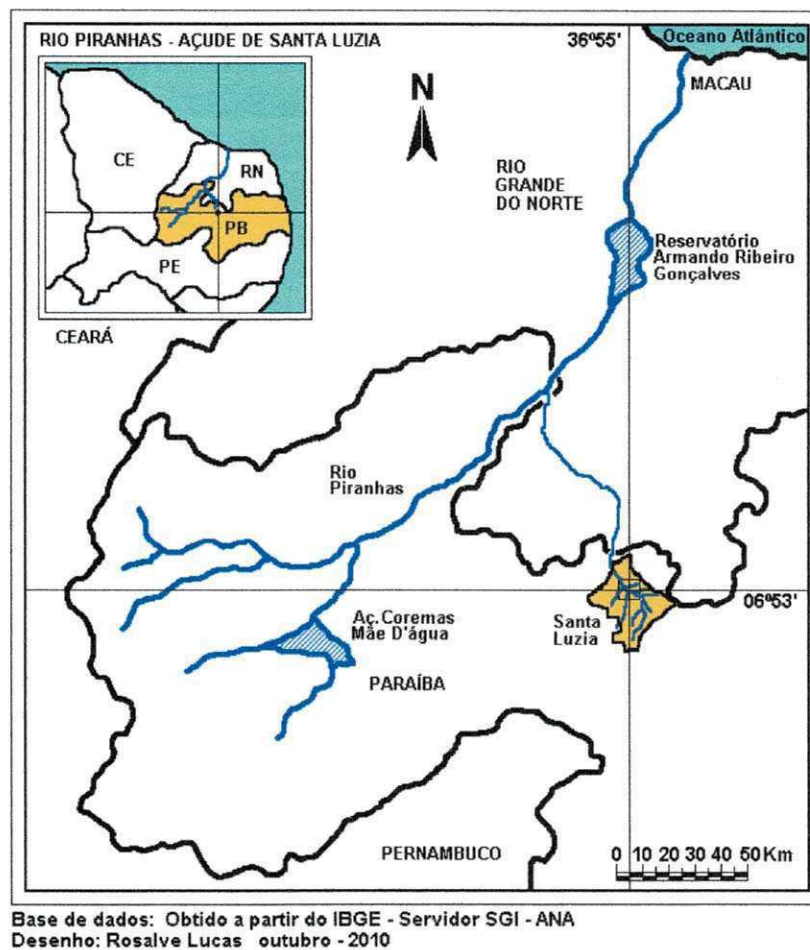 RIO PIRANHAS - AÇUDE DE SANTA LUZIA
36º55'
Oceano Atlântico
MACAU
N
CE
RN
PB
PE
RIO
GRANDE
DO NORTE
Reservatório
Armando Ribeiro
Gonçalves
CEARÁ
Rio
Piranhas
06º53'
Aç. Coremas
Mãe D'água
Santa
Luzia
PARAÍBA
PERNAMBUCO
0 10 20 30 40 50 Km
Base de dados: Obtido a partir do IBGE - Servidor SGI - ANA
Desenho: Rosalve Lucas outubro - 2010